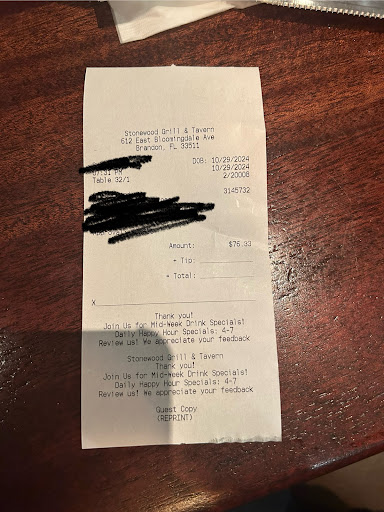 Stonewood Grill & Tavern
612 East Bloomingdale Ave
Brandon, FL 33511
DOB: 10/29/2024
07:31 PM 10/29/2024
Table 32/1 2/20008
3145732
Amount: $76.33
+ Tip:
+ Total:
X
Thank you!
Join Us for Mid-Week Drink Specials!
Daily Happy Hour Specials: 4-7
Review us! We appreciate your feedback
Stonewood Grill & Tavern
Thank you!
Join Us for Mid-Week Drink Specials!
Daily Happy Hour Specials: 4-7
Review us! We appreciate your feedback
Guest Copy
(REPRINT)